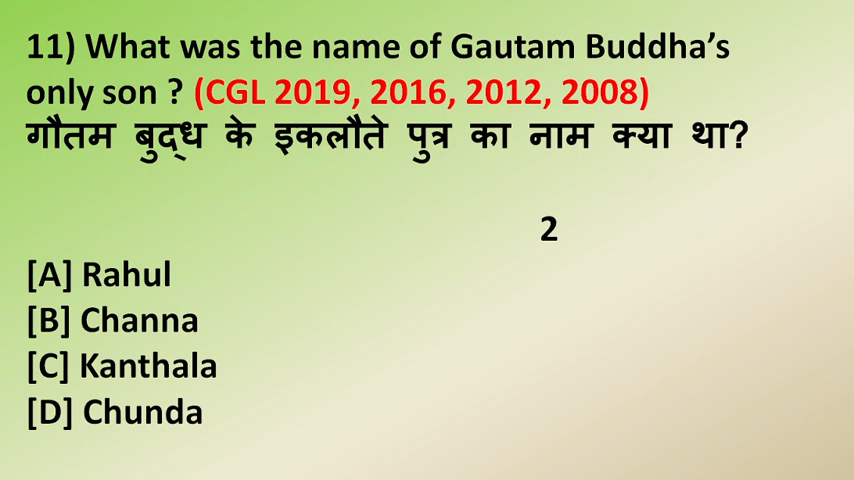 11) What was the name of Gautam Buddha’s
only son ? (CGL 2019, 2016, 2012, 2008)
गौतम बुद्ध के इकलौते पुत्र का नाम क्या था?
2
[A] Rahul
[B] Channa
[C] Kanthala
[D] Chunda